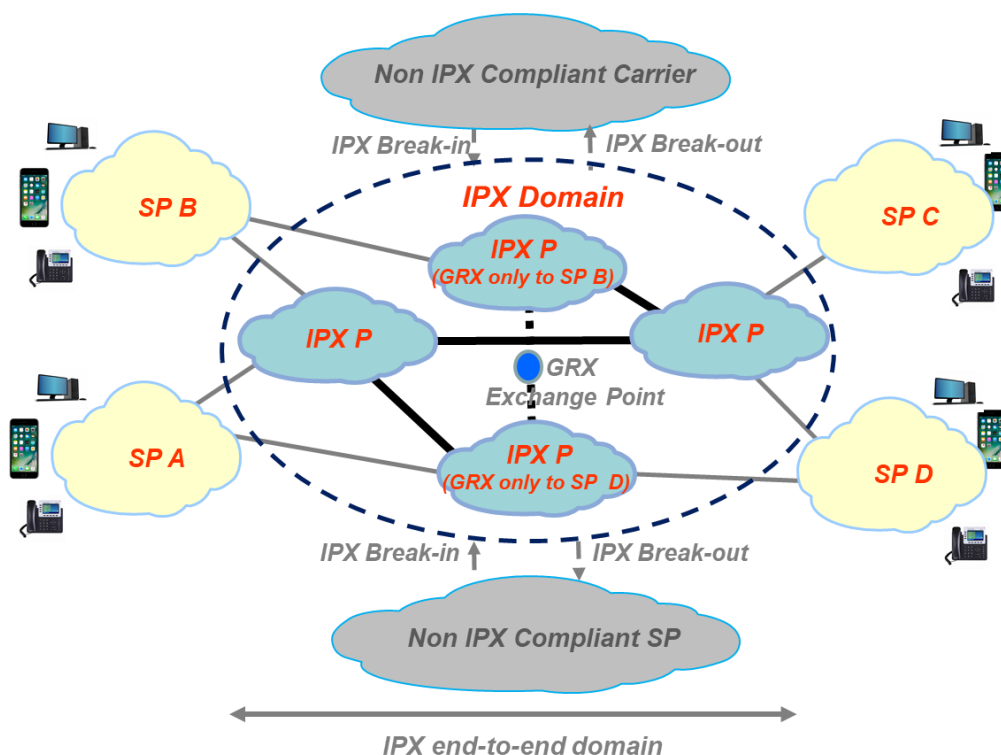 Non IPX Compliant Carrier
IPX Break-in
IPX Break-out
IPX Domain
SP B
SP C
IPX P
(GRX only to SP B)
IPX P
IPX P
GRX
Exchange Point
SP A
IPX P
(GRX only to SP D)
SP D
IPX Break-in
IPX Break-out
Non IPX Compliant SP
IPX end-to-end domain